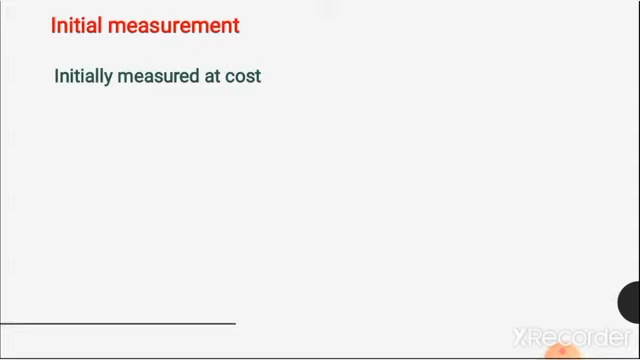 Initial measurement
Initially measured at cost
XRecorder